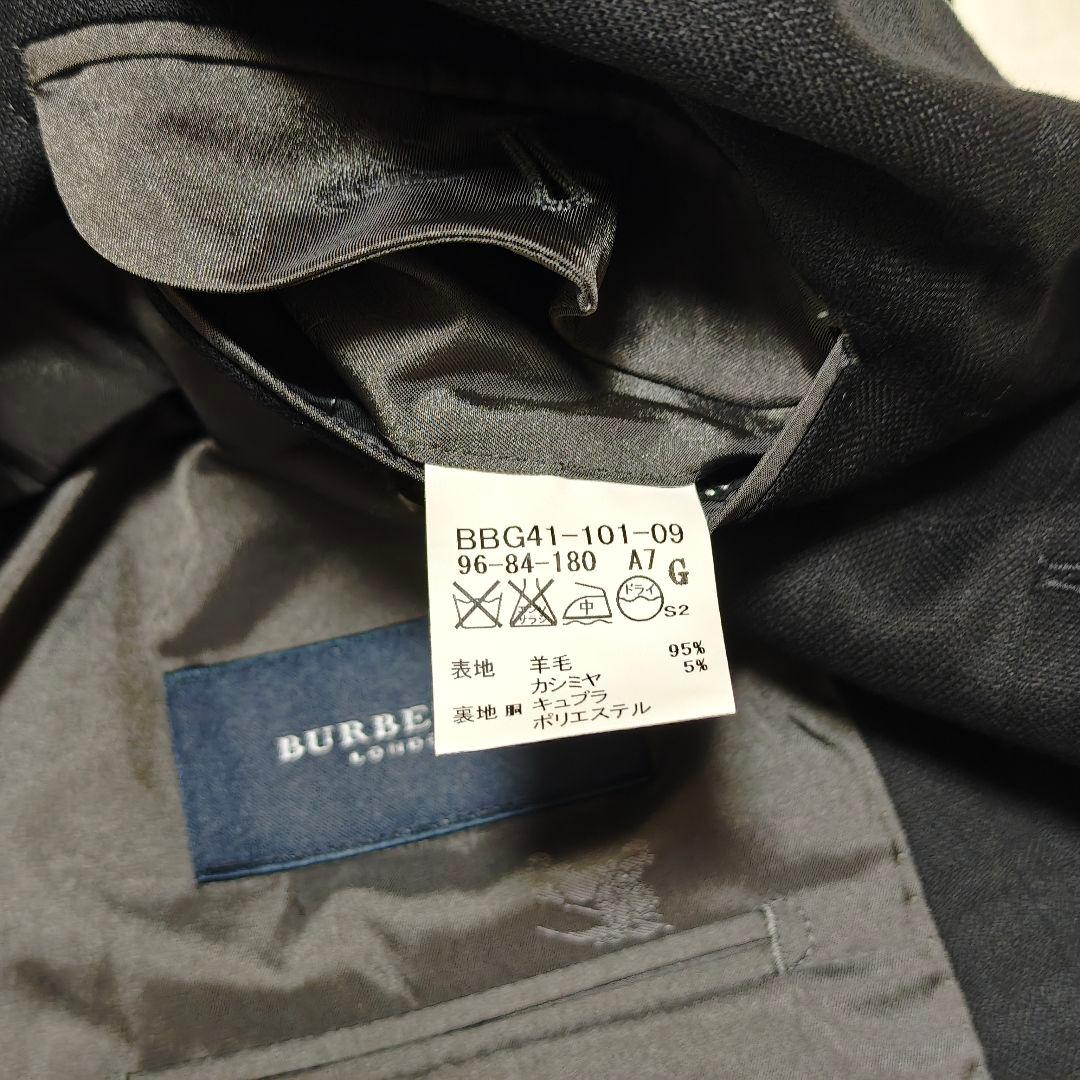 BBG41-101-09
96-84-180 A7 G
中 ドライ S2
表地 羊毛 95%
カシミヤ 5%
裏地 胴 キュプラ
ポリエステル
BURBE
LOND